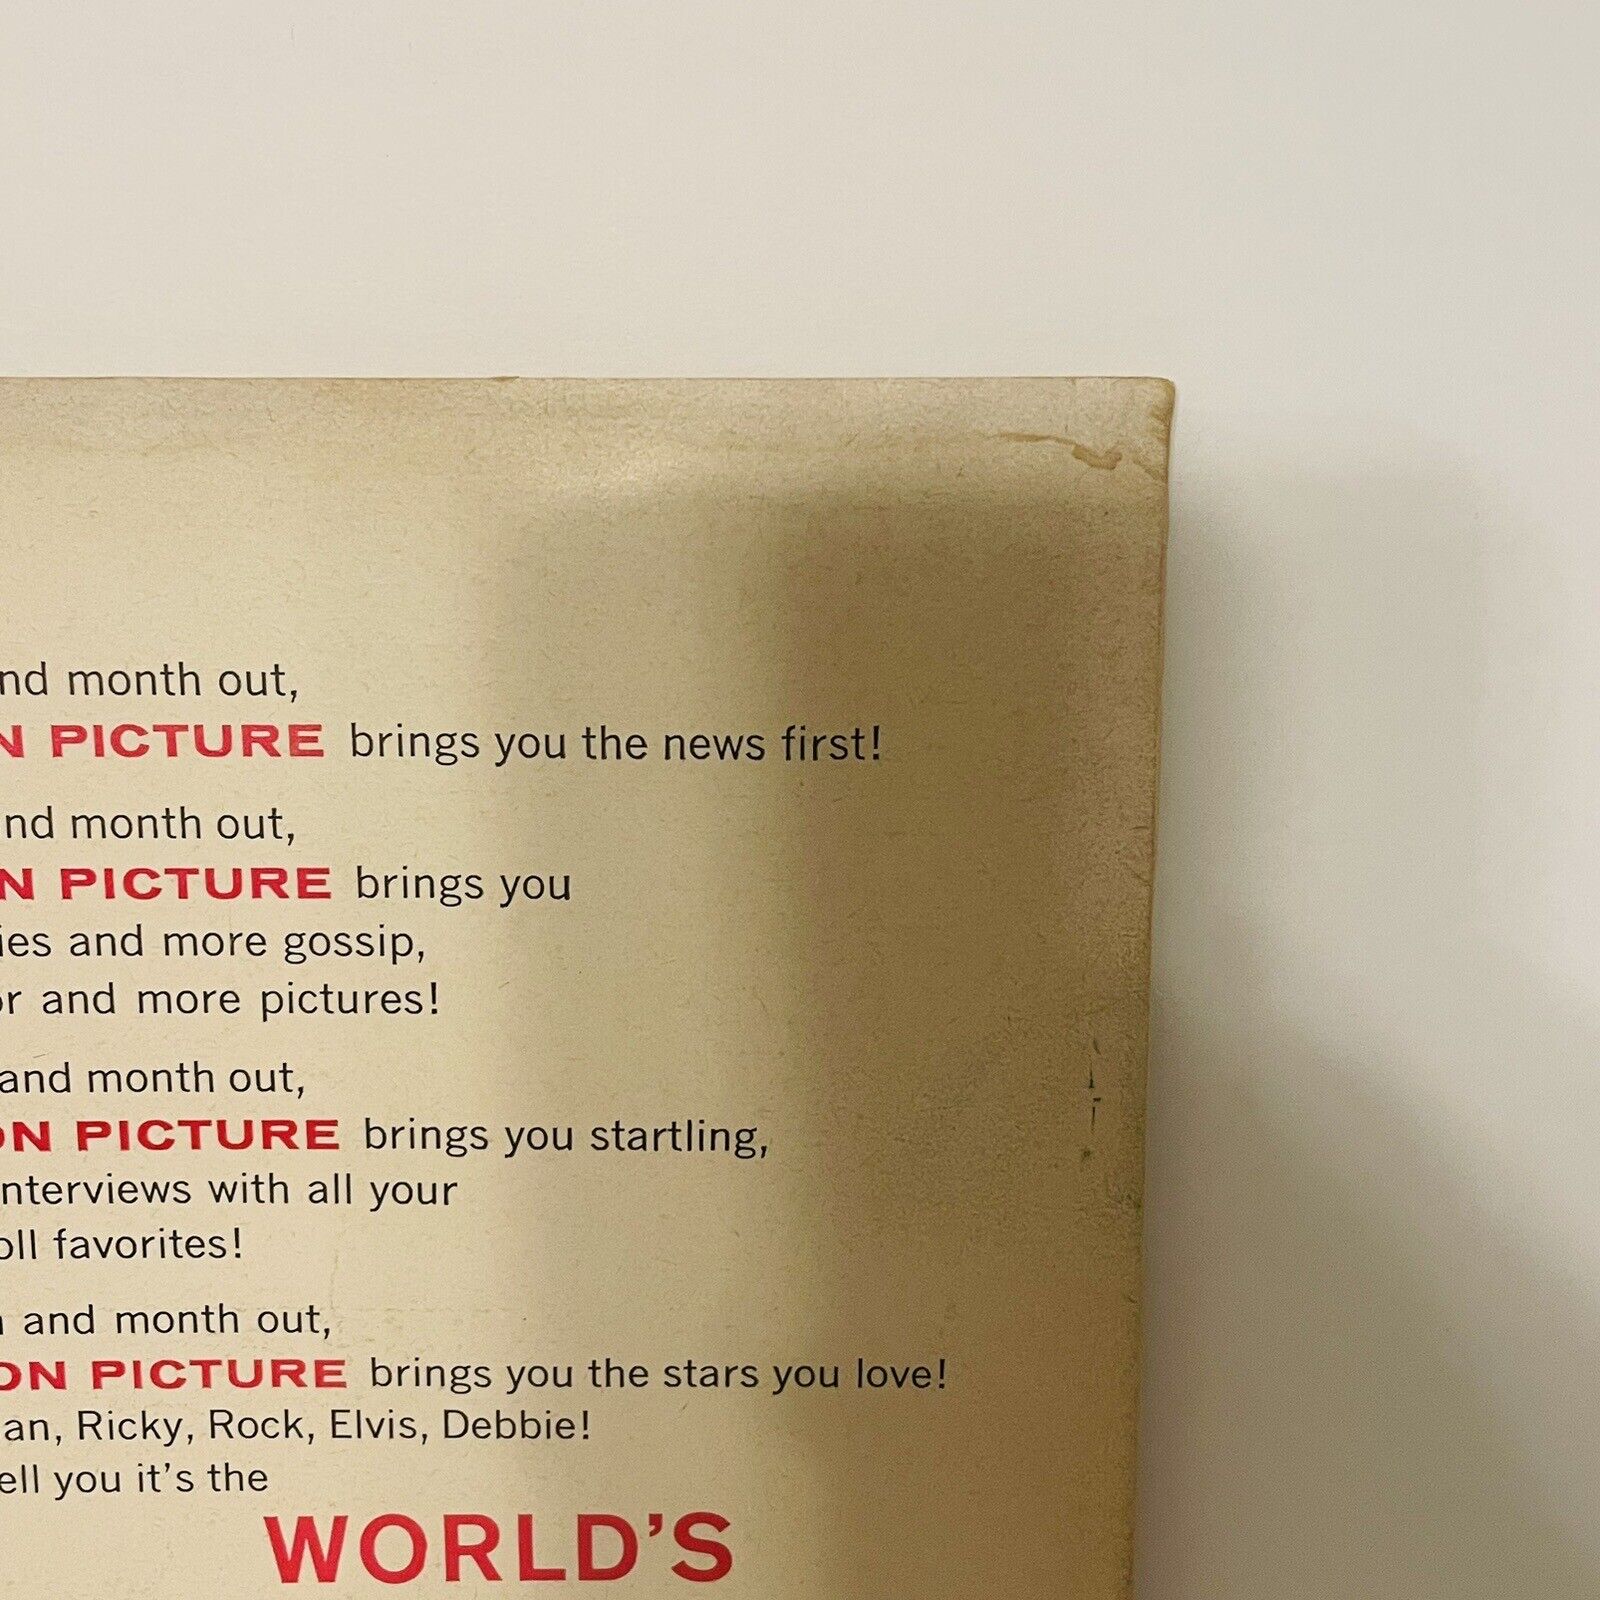 nd month out,
N PICTURE brings you the news first!
nd month out,
ON PICTURE brings you
ies and more gossip,
or and more pictures!
and month out,
ON PICTURE brings you startling,
nterviews with all your
oll favorites!
and month out,
ON PICTURE brings you the stars you love!
an, Ricky, Rock, Elvis, Debbie!
ell you it's the
WORLD'S